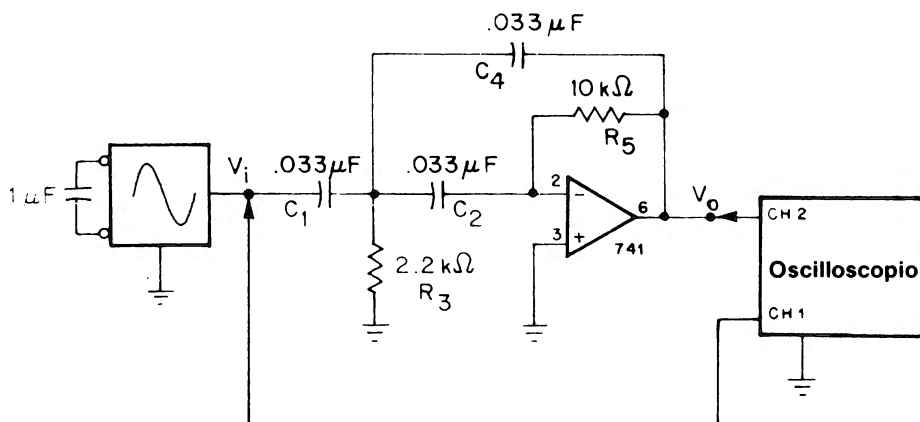 .033 µF
C4
10 kΩ
R5
Vi
.033µF
.033µF
1 µF
C1
C2
2
−
6
Vo
CH 2
3
+
741
Oscilloscopio
2.2 kΩ
R3
CH 1